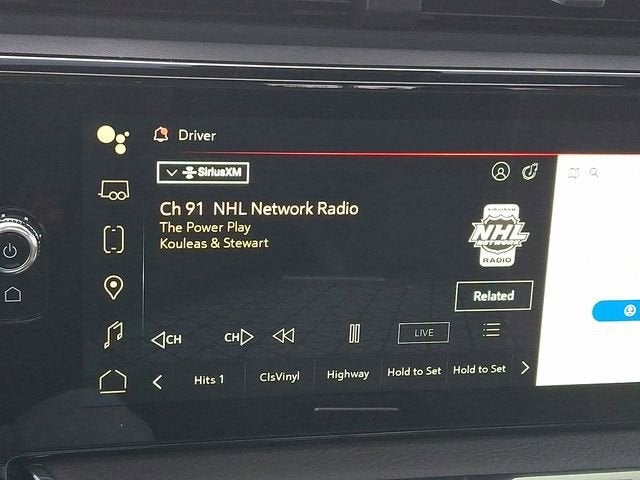 Driver
SiriusXM
Ch 91 NHL Network Radio
The Power Play
Kouleas & Stewart
SIRIUSXM
NHL
NETWORK
RADIO
Related
CH CH LIVE
Hits 1 ClsVinyl Highway Hold to Set Hold to Set